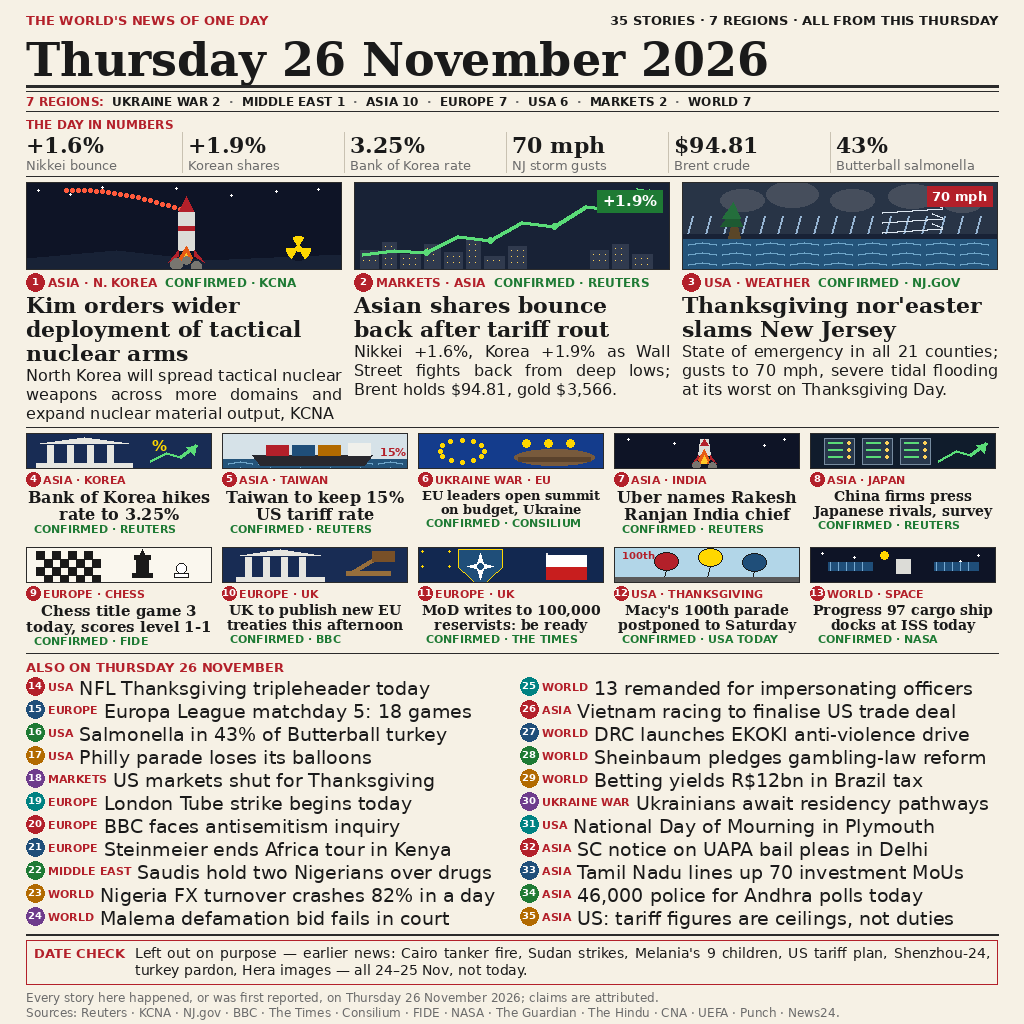 THE WORLD'S NEWS OF ONE DAY
35 STORIES · 7 REGIONS · ALL FROM THIS THURSDAY
Thursday 26 November 2026
7 REGIONS: UKRAINE WAR 2 · MIDDLE EAST 1 · ASIA 10 · EUROPE 7 · USA 6 · MARKETS 2 · WORLD 7
THE DAY IN NUMBERS
+1.6%
Nikkei bounce
+1.9%
Korean shares
3.25%
Bank of Korea rate
70 mph
NJ storm gusts
$94.81
Brent crude
43%
Butterball salmonella
1 ASIA · N. KOREA CONFIRMED · KCNA
Kim orders wider
deployment of tactical
nuclear arms
North Korea will spread tactical nuclear
weapons across more domains and
expand nuclear material output, KCNA
+1.9%
2 MARKETS · ASIA CONFIRMED · REUTERS
Asian shares bounce
back after tariff rout
Nikkei +1.6%, Korea +1.9% as Wall
Street fights back from deep lows;
Brent holds $94.81, gold $3,566.
70 mph
3 USA · WEATHER CONFIRMED · NJ.GOV
Thanksgiving nor'easter
slams New Jersey
State of emergency in all 21 counties;
gusts to 70 mph, severe tidal flooding
at its worst on Thanksgiving Day.
%
4 ASIA · KOREA
Bank of Korea hikes
rate to 3.25%
CONFIRMED · REUTERS
15%
5 ASIA · TAIWAN
Taiwan to keep 15%
US tariff rate
CONFIRMED · REUTERS
6 UKRAINE WAR · EU
EU leaders open summit
on budget, Ukraine
CONFIRMED · CONSILIUM
7 ASIA · INDIA
Uber names Rakesh
Ranjan India chief
CONFIRMED · REUTERS
8 ASIA · JAPAN
China firms press
Japanese rivals, survey
CONFIRMED · REUTERS
9 EUROPE · CHESS
Chess title game 3
today, scores level 1-1
CONFIRMED · FIDE
10 EUROPE · UK
UK to publish new EU
treaties this afternoon
CONFIRMED · BBC
11 EUROPE · UK
MoD writes to 100,000
reservists: be ready
CONFIRMED · THE TIMES
100th
12 USA · THANKSGIVING
Macy's 100th parade
postponed to Saturday
CONFIRMED · USA TODAY
13 WORLD · SPACE
Progress 97 cargo ship
docks at ISS today
CONFIRMED · NASA
ALSO ON THURSDAY 26 NOVEMBER
14 USA NFL Thanksgiving tripleheader today
15 EUROPE Europa League matchday 5: 18 games
16 USA Salmonella in 43% of Butterball turkey
17 USA Philly parade loses its balloons
18 MARKETS US markets shut for Thanksgiving
19 EUROPE London Tube strike begins today
20 EUROPE BBC faces antisemitism inquiry
21 EUROPE Steinmeier ends Africa tour in Kenya
22 MIDDLE EAST Saudis hold two Nigerians over drugs
23 WORLD Nigeria FX turnover crashes 82% in a day
24 WORLD Malema defamation bid fails in court
25 WORLD 13 remanded for impersonating officers
26 ASIA Vietnam racing to finalise US trade deal
27 WORLD DRC launches EKOKI anti-violence drive
28 WORLD Sheinbaum pledges gambling-law reform
29 WORLD Betting yields R$12bn in Brazil tax
30 UKRAINE WAR Ukrainians await residency pathways
31 USA National Day of Mourning in Plymouth
32 ASIA SC notice on UAPA bail pleas in Delhi
33 ASIA Tamil Nadu lines up 70 investment MoUs
34 ASIA 46,000 police for Andhra polls today
35 ASIA US: tariff figures are ceilings, not duties
DATE CHECK Left out on purpose — earlier news: Cairo tanker fire, Sudan strikes, Melania's 9 children, US tariff plan, Shenzhou-24,
turkey pardon, Hera images — all 24–25 Nov, not today.
Every story here happened, or was first reported, on Thursday 26 November 2026; claims are attributed.
Sources: Reuters · KCNA · NJ.gov · BBC · The Times · Consilium · FIDE · NASA · The Guardian · The Hindu · CNA · UEFA · Punch · News24.